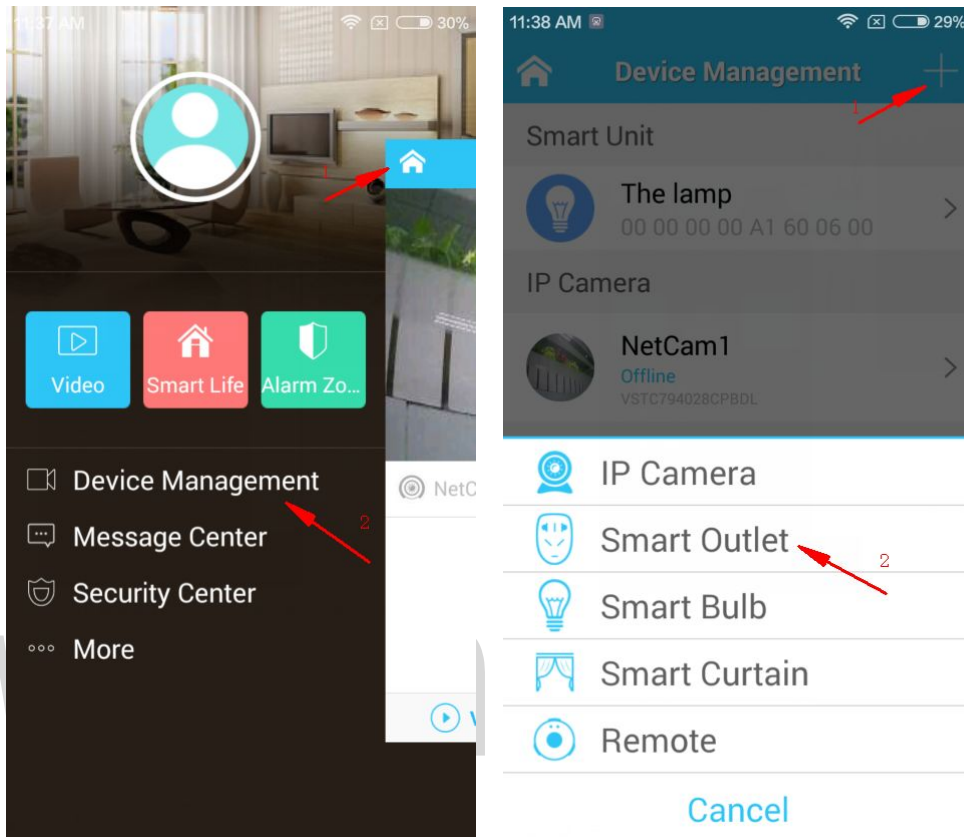 11:37 AM
30%
1
Video
Smart Life
Alarm Zo...
Device Management
2
NetC
Message Center
Security Center
More
11:38 AM
29%
Device Management
1
Smart Unit
The lamp
00 00 00 00 A1 60 06 00
IP Camera
NetCam1
Offline
VSTC794028CPBDL
IP Camera
Smart Outlet
2
Smart Bulb
Smart Curtain
Remote
Cancel